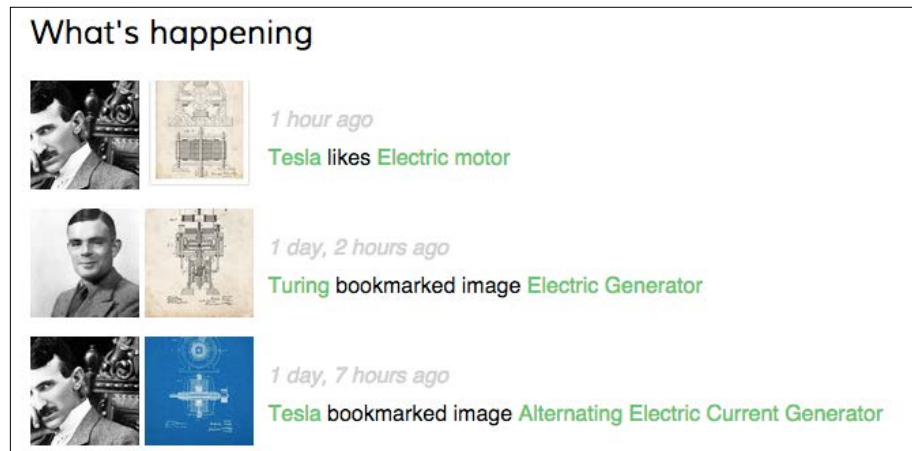 What's happening
1 hour ago
Tesla likes Electric motor
1 day, 2 hours ago
Turing bookmarked image Electric Generator
1 day, 7 hours ago
Tesla bookmarked image Alternating Electric Current Generator